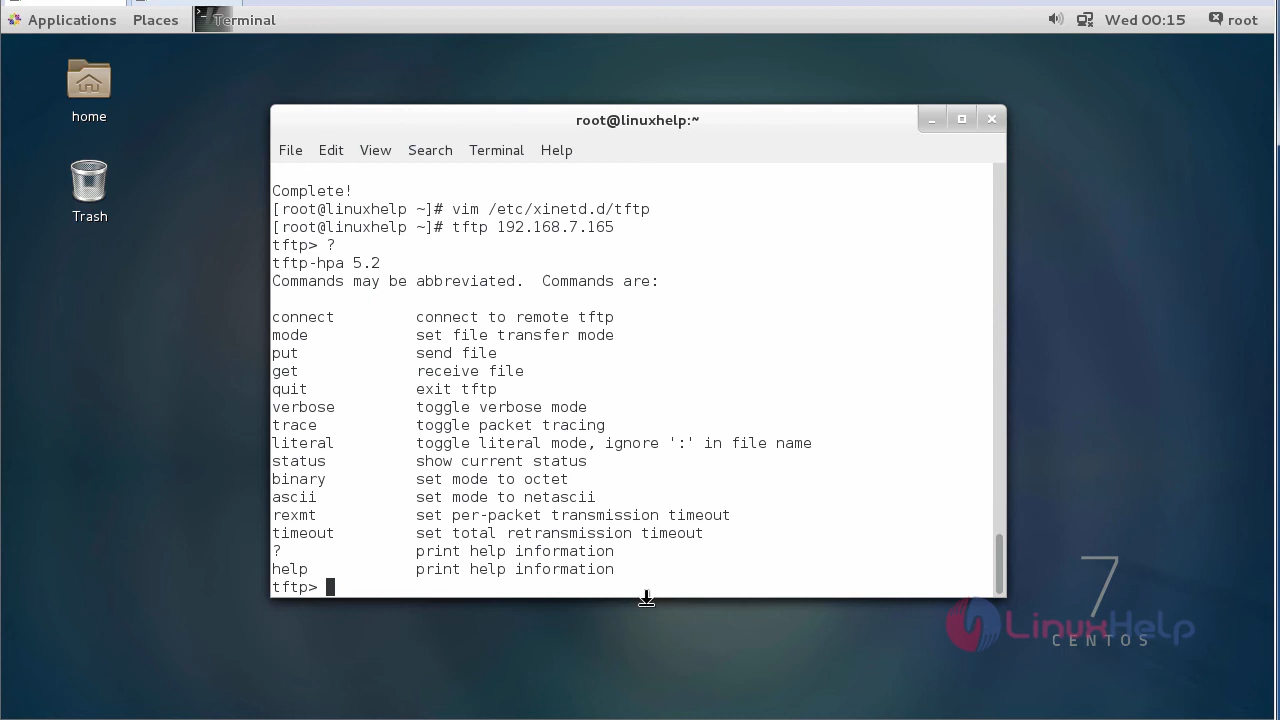 Applications Places Terminal Wed 00:15 root
home
Trash
root@linuxhelp:~
File Edit View Search Terminal Help
Complete!
[root@linuxhelp ~]# vim /etc/xinetd.d/tftp
[root@linuxhelp ~]# tftp 192.168.7.165
tftp> ?
tftp-hpa 5.2
Commands may be abbreviated.  Commands are:
connect         connect to remote tftp
mode            set file transfer mode
put             send file
get             receive file
quit            exit tftp
verbose         toggle verbose mode
trace           toggle packet tracing
literal         toggle literal mode, ignore ':' in file name
status          show current status
binary          set mode to octet
ascii           set mode to netascii
rexmt           set per-packet transmission timeout
timeout         set total retransmission timeout
?               print help information
help            print help information
tftp>
7
LinuxHelp
CENTOS